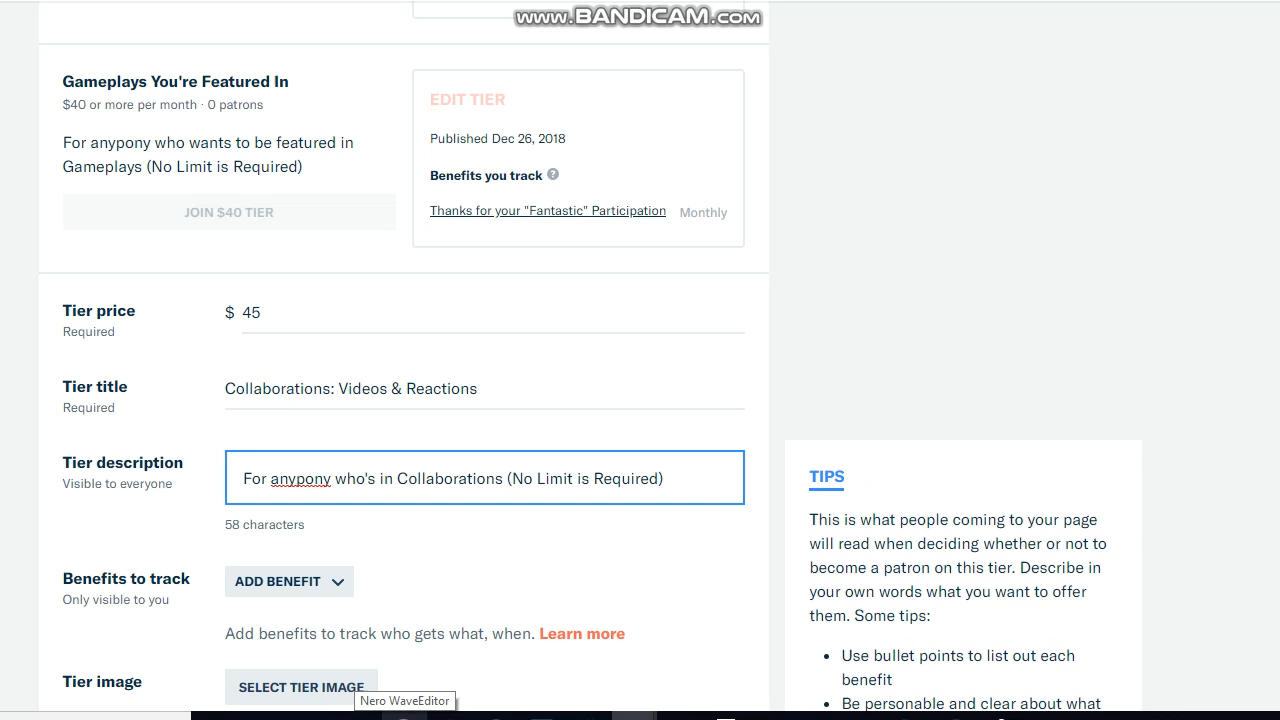 www.BANDICAM.com
Gameplays You're Featured In
$40 or more per month · 0 patrons
For anypony who wants to be featured in
Gameplays (No Limit is Required)
JOIN $40 TIER
EDIT TIER
Published Dec 26, 2018
Benefits you track ?
Thanks for your "Fantastic" Participation Monthly
Tier price
Required
$ 45
Tier title
Required
Collaborations: Videos & Reactions
Tier description
Visible to everyone
For anypony who's in Collaborations (No Limit is Required)
58 characters
Benefits to track
Only visible to you
ADD BENEFIT
Add benefits to track who gets what, when. Learn more
Tier image
SELECT TIER IMAGE
Nero WaveEditor
TIPS
This is what people coming to your page
will read when deciding whether or not to
become a patron on this tier. Describe in
your own words what you want to offer
them. Some tips:
• Use bullet points to list out each
benefit
• Be personable and clear about what